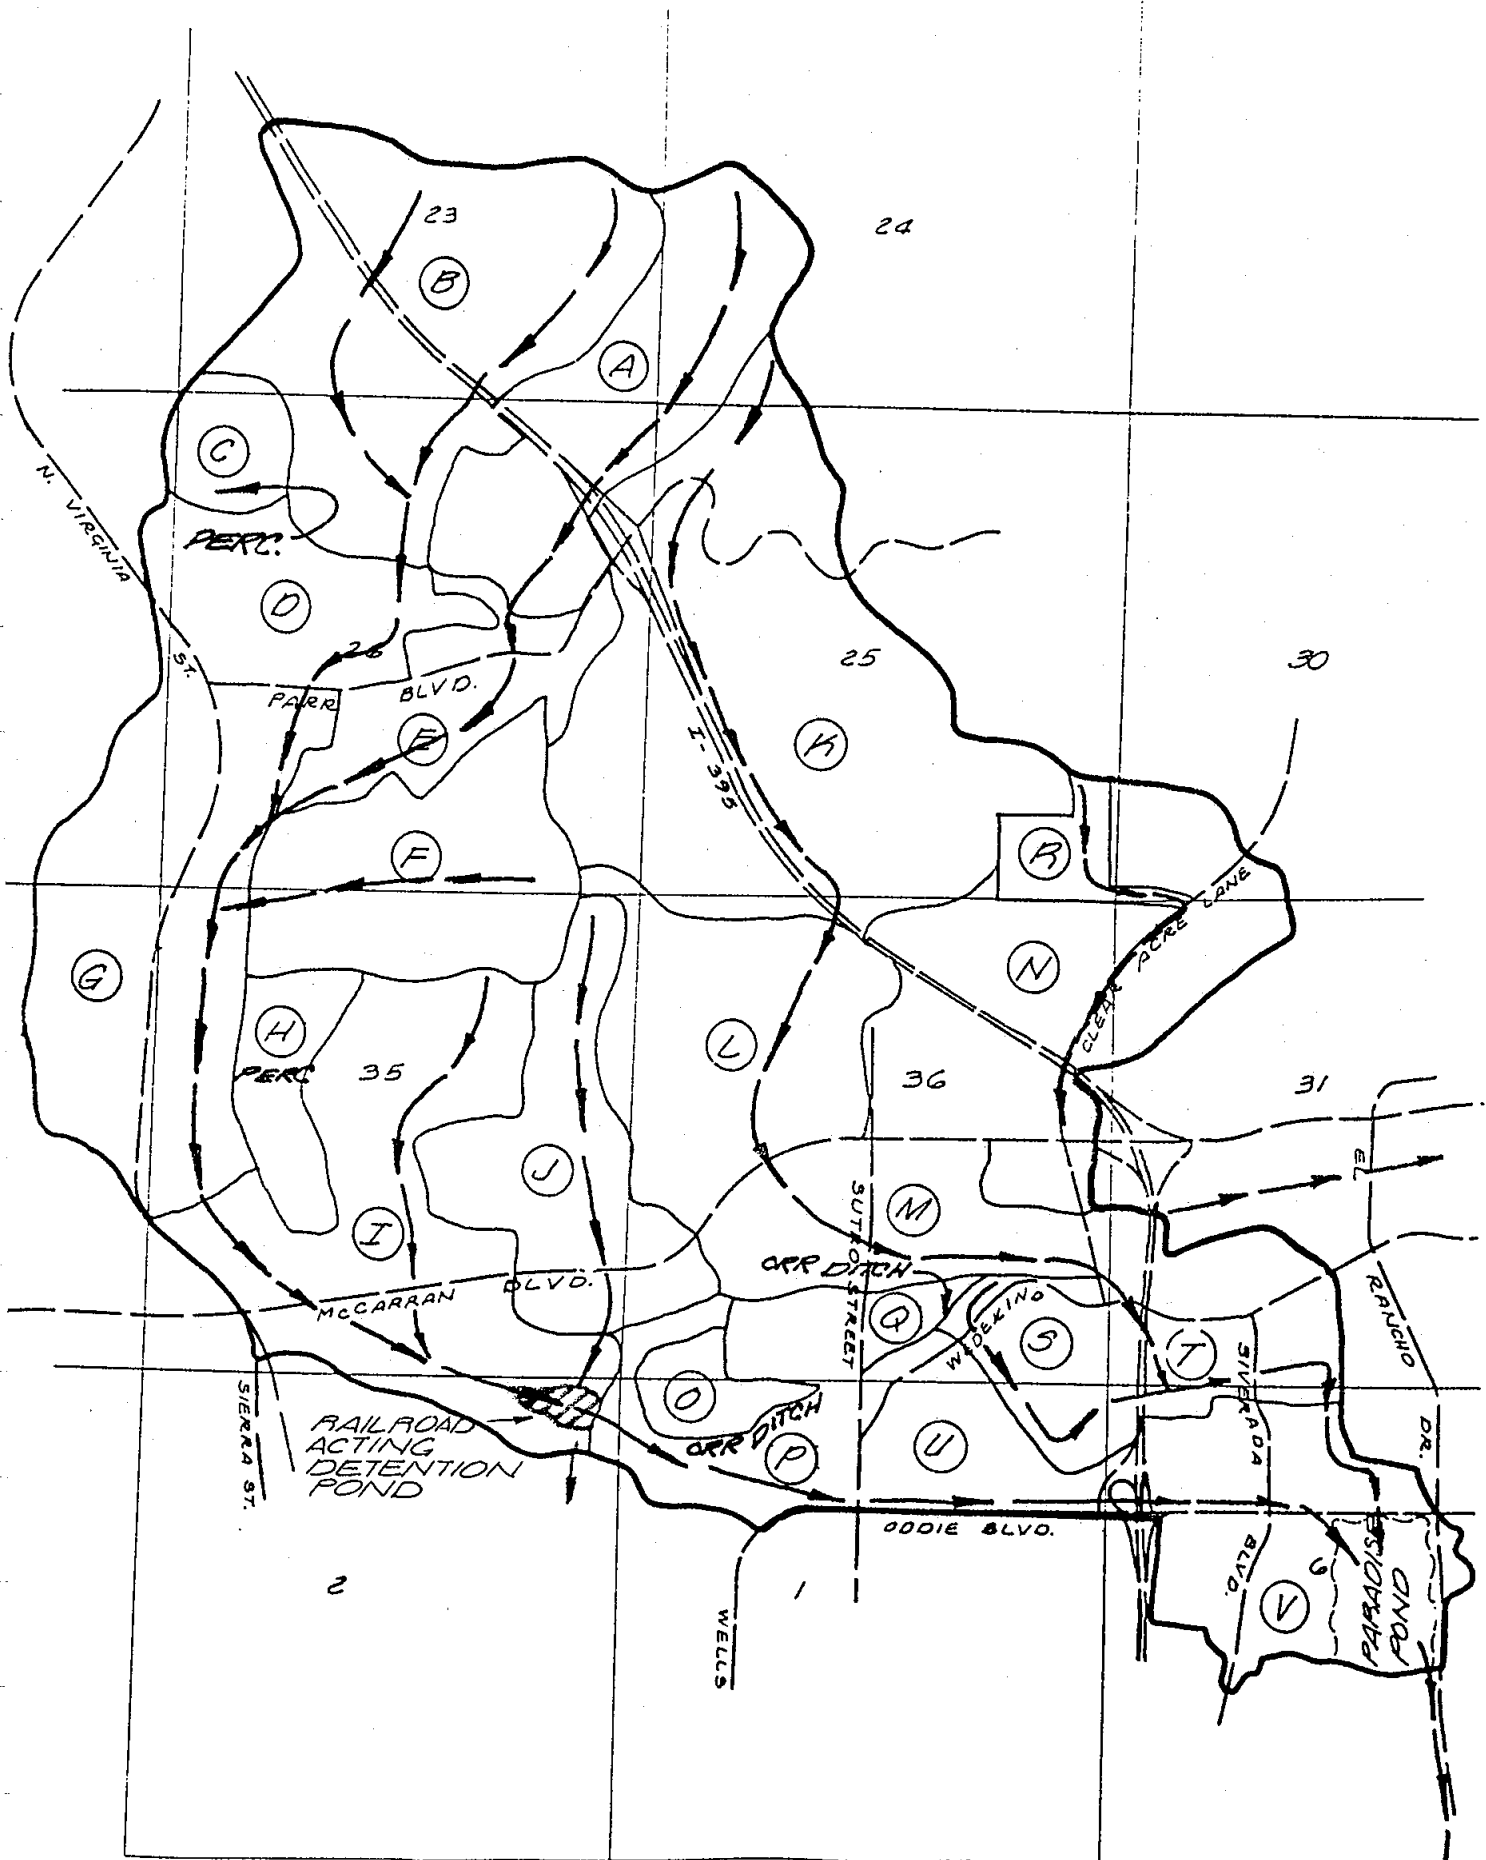 23
24
B
A
C
N. VIRGINIA ST.
PERC.
D
26
25
30
PARR BLVD.
E
I-395
K
F
R
CLEAR ACRE LANE
G
N
H
PERC
35
L
36
31
J
EL RANCHO DR.
SUTRO STREET
M
I
ORR DITCH
McCARRAN BLVD.
Q
WEDEKIND
S
T
SILVERADA BLVD.
SIERRA ST.
O
RAILROAD
ACTING
DETENTION
POND
ORR DITCH
P
U
ODDIE BLVD.
2
1
6
V
PARADISE
POND
WELLS